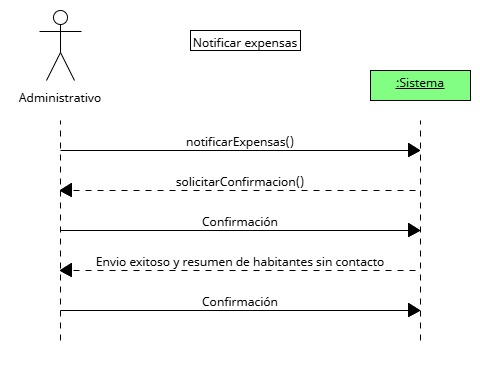 Notificar expensas
:Sistema
Administrativo
notificarExpensas()
solicitarConfirmacion()
Confirmación
Envio exitoso y resumen de habitantes sin contacto
Confirmación